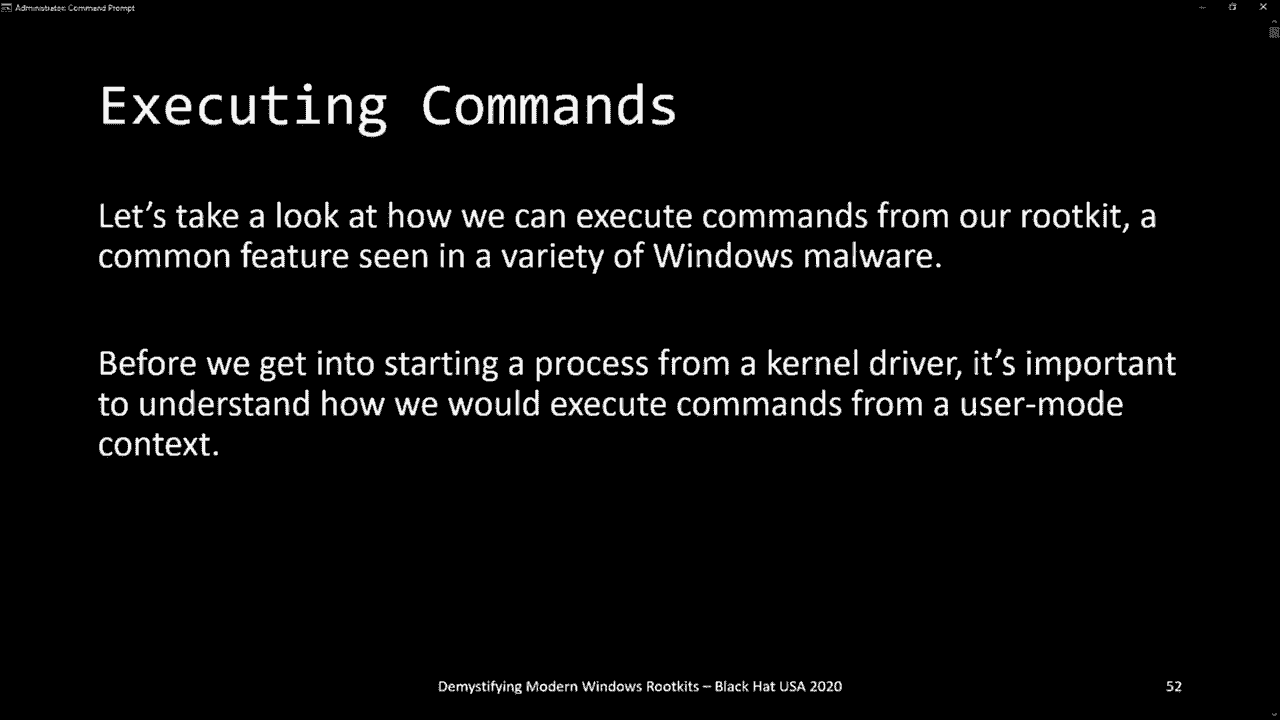 Administrator: Command Prompt
Executing Commands
Let’s take a look at how we can execute commands from our rootkit, a
common feature seen in a variety of Windows malware.
Before we get into starting a process from a kernel driver, it’s important
to understand how we would execute commands from a user-mode
context.
Demystifying Modern Windows Rootkits – Black Hat USA 2020
52